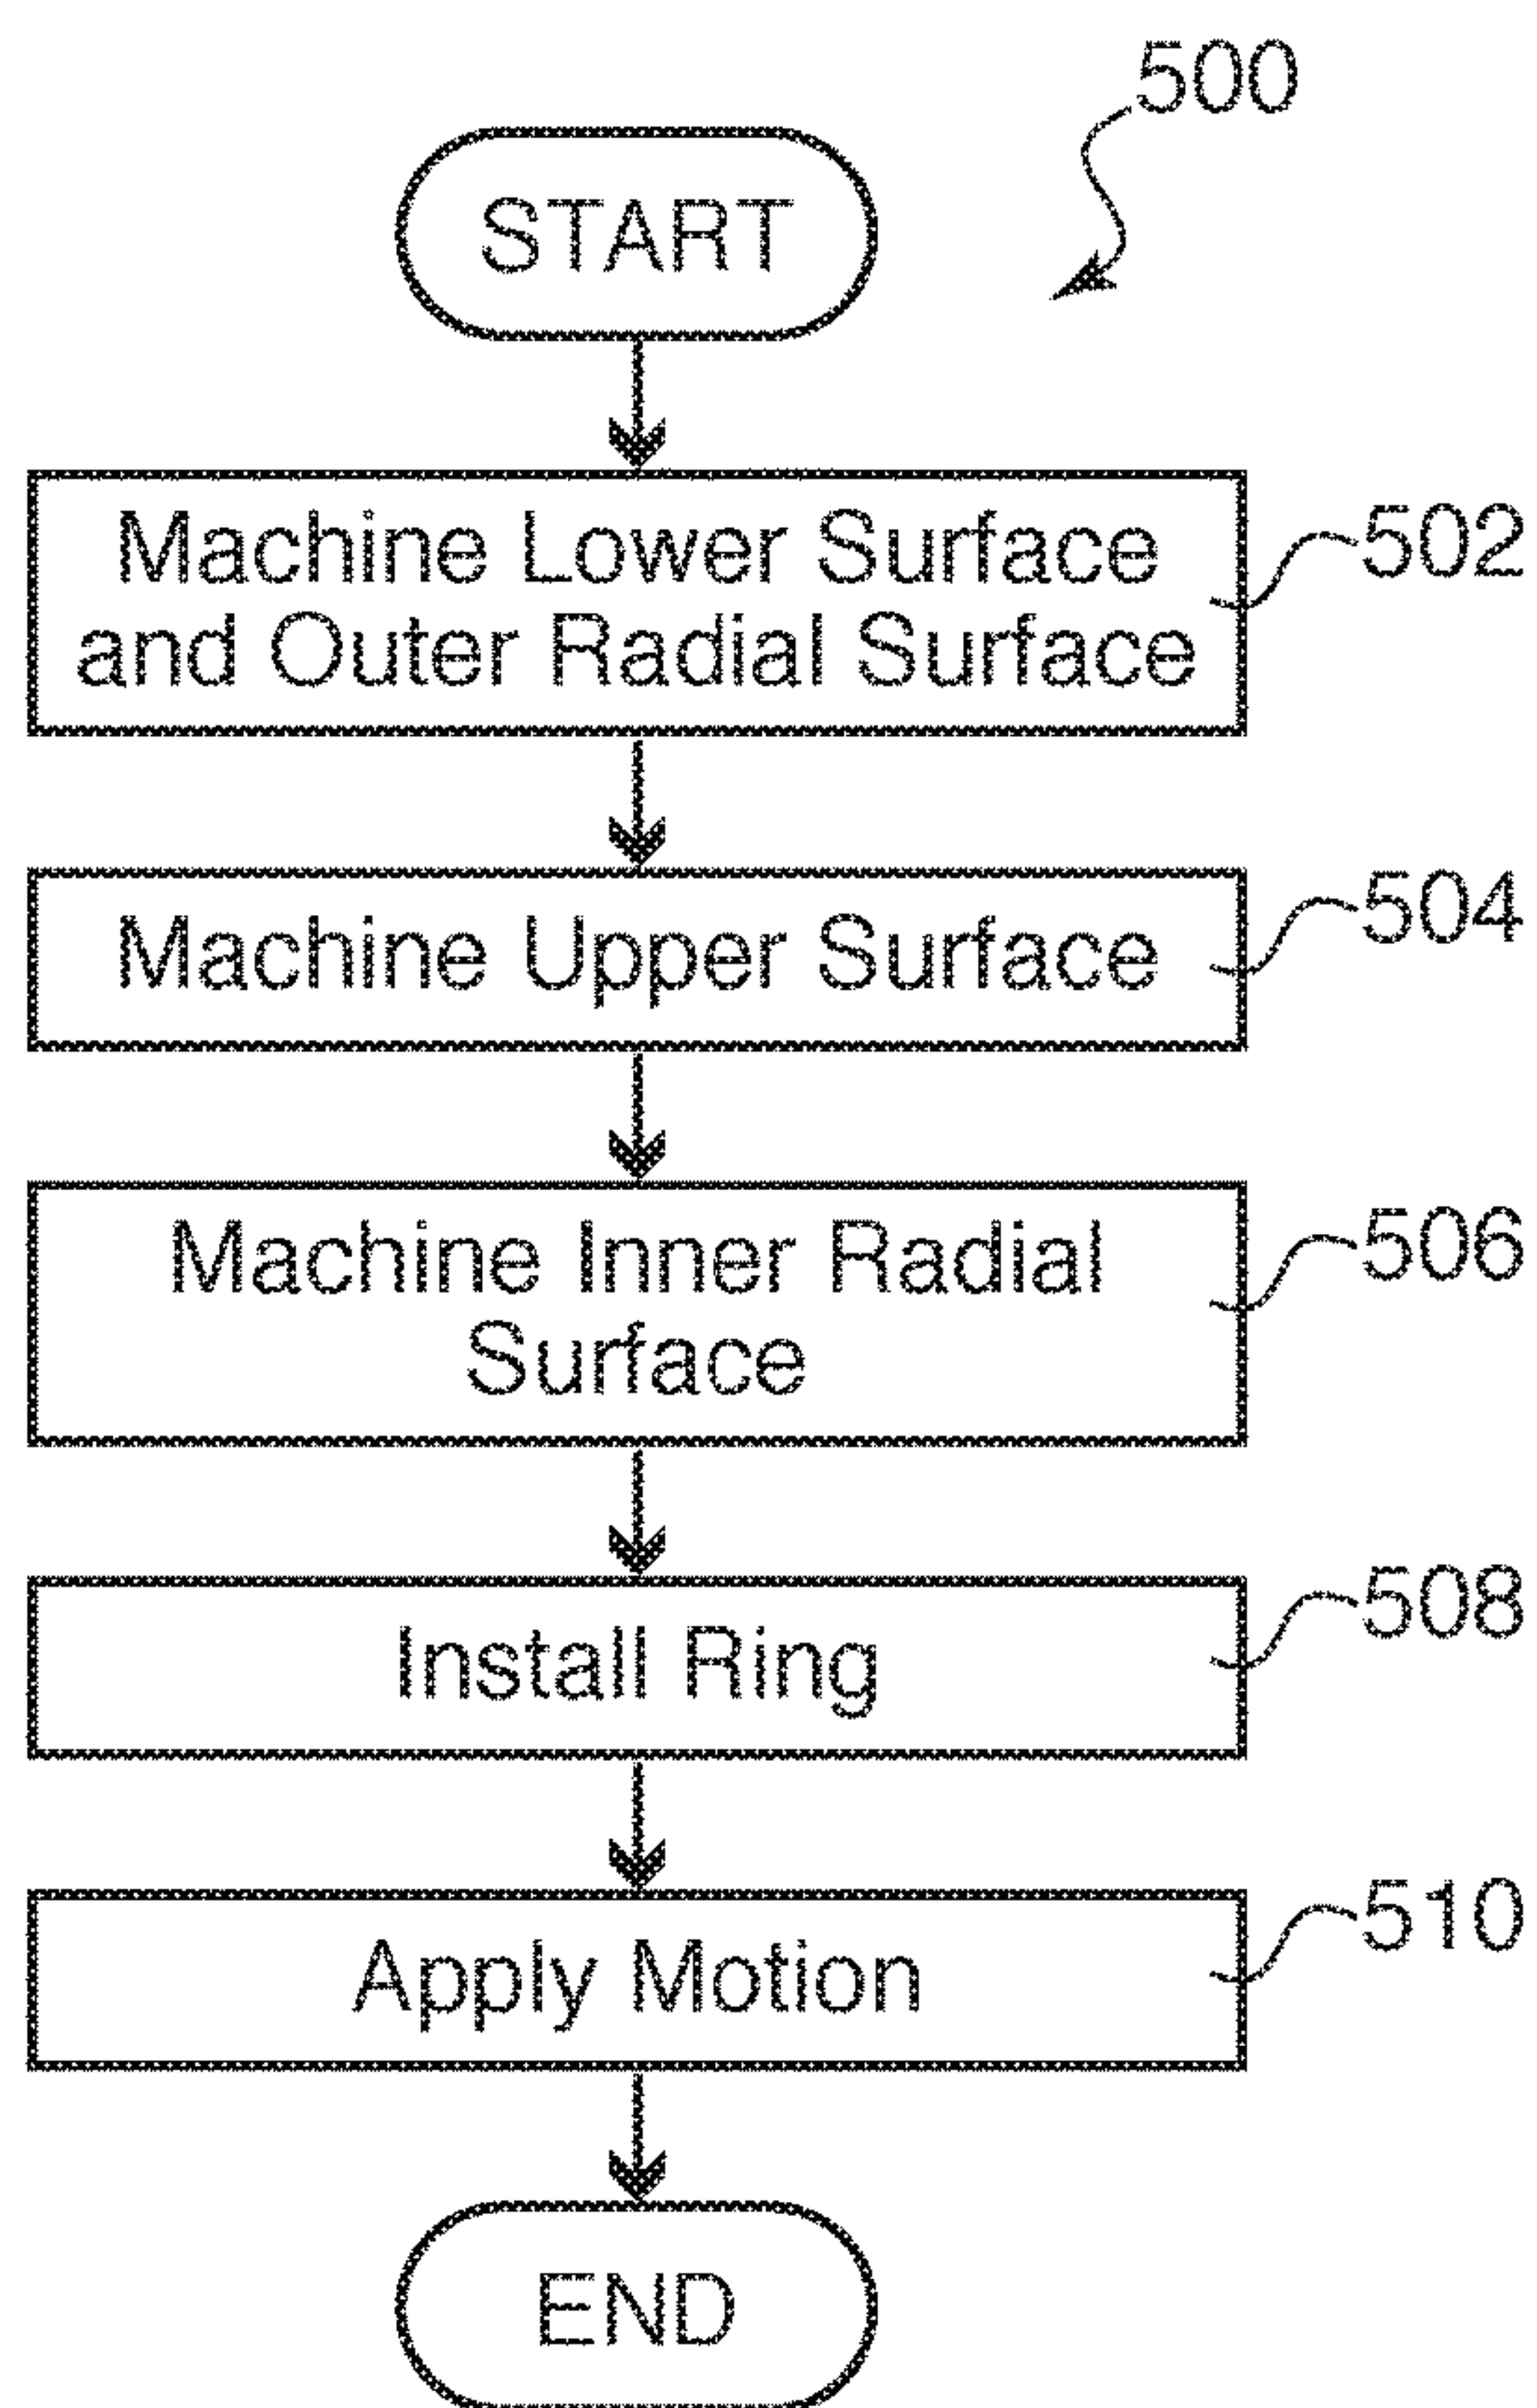 500
START
Machine Lower Surface
and Outer Radial Surface
502
Machine Upper Surface
504
Machine Inner Radial
Surface
506
Install Ring
508
Apply Motion
510
END